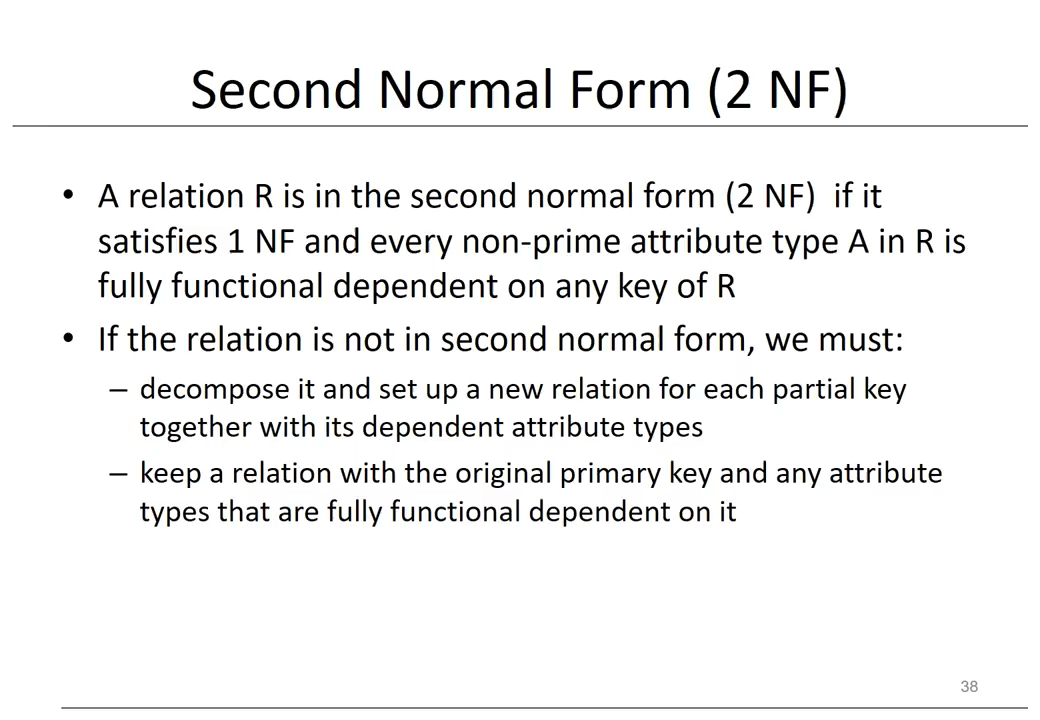 Second Normal Form (2 NF)
• A relation R is in the second normal form (2 NF)  if it
satisfies 1 NF and every non-prime attribute type A in R is
fully functional dependent on any key of R
• If the relation is not in second normal form, we must:
– decompose it and set up a new relation for each partial key
together with its dependent attribute types
– keep a relation with the original primary key and any attribute
types that are fully functional dependent on it
38